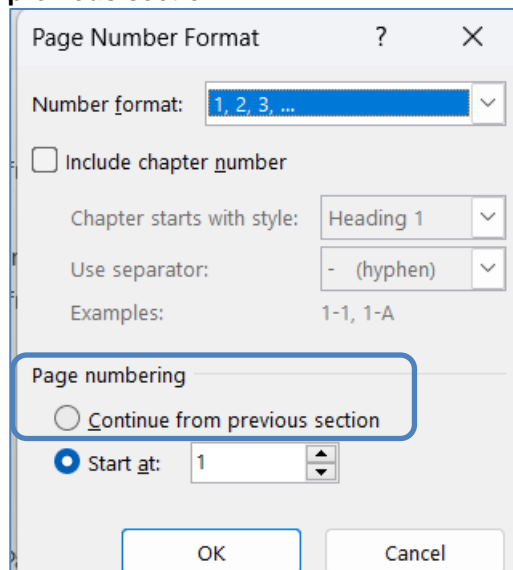 Page Number Format ? ×
Number format: 1, 2, 3, ...
Include chapter number
Chapter starts with style: Heading 1
Use separator: - (hyphen)
Examples: 1-1, 1-A
Page numbering
Continue from previous section
Start at: 1
OK Cancel